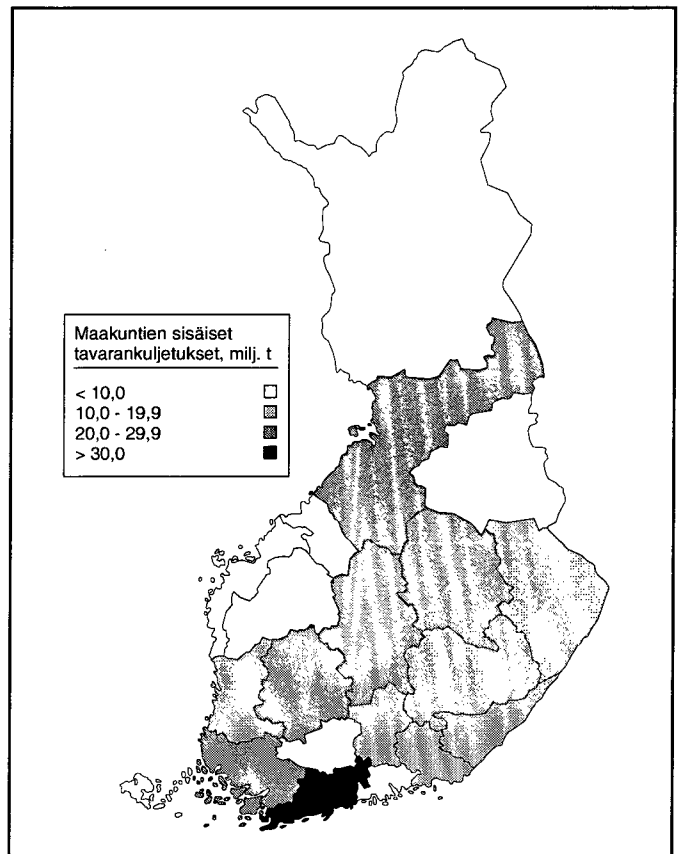 Maakuntien sisäiset
tavarankuljetukset, milj. t
< 10,0
10,0 - 19,9
20,0 - 29,9
> 30,0